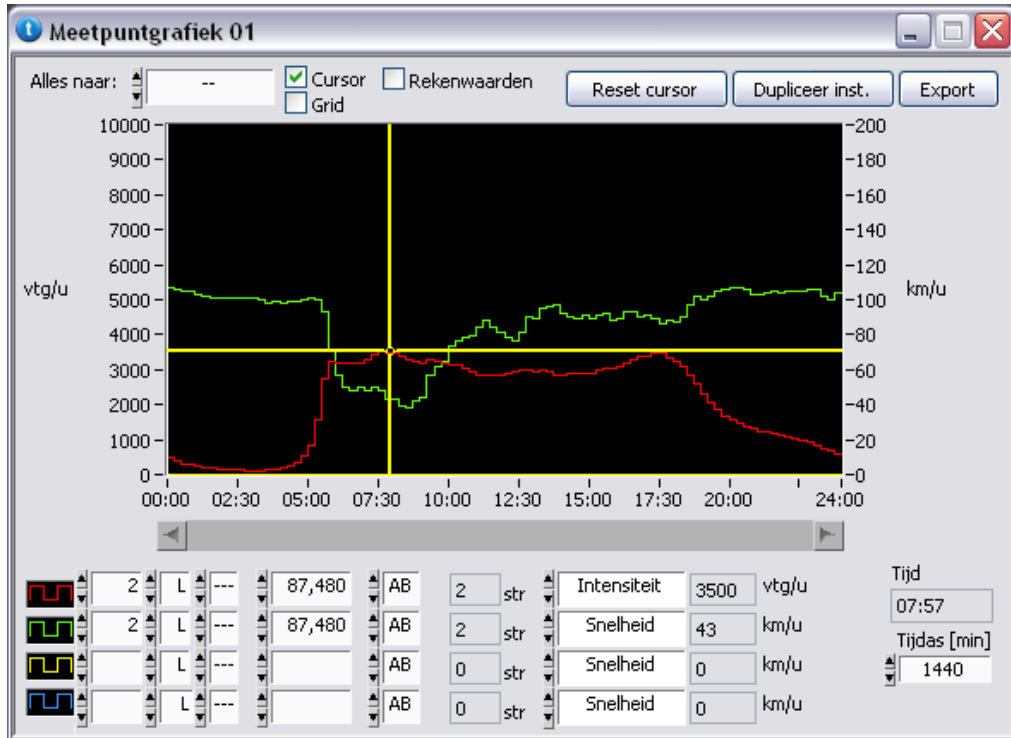 Meetpuntgrafiek 01
Alles naar: -- Cursor Rekenwaarden Reset cursor Dupliceer inst. Export
Grid
10000 200
9000 180
8000 160
7000 140
6000 120
vtg/u 5000 100 km/u
4000 80
3000 60
2000 40
1000 20
0 0
00:00 02:30 05:00 07:30 10:00 12:30 15:00 17:30 20:00 24:00
2 L --- 87,480 AB 2 str Intensiteit 3500 vtg/u
2 L --- 87,480 AB 2 str Snelheid 43 km/u
L --- AB 0 str Snelheid 0 km/u
L --- AB 0 str Snelheid 0 km/u
Tijd
07:57
Tijdas [min]
1440